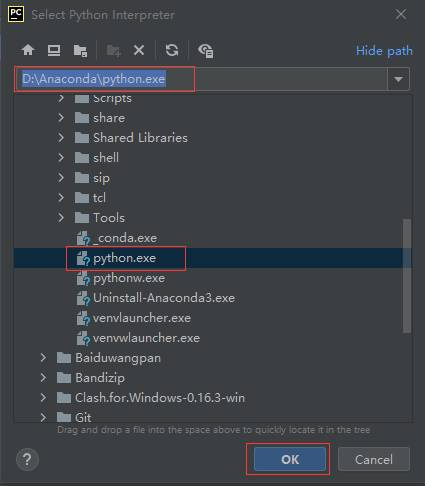 PC Select Python Interpreter
Hide path
D:\Anaconda\python.exe
Scripts
share
Shared Libraries
shell
sip
tcl
Tools
_conda.exe
python.exe
pythonw.exe
Uninstall-Anaconda3.exe
venvlauncher.exe
venvwlauncher.exe
Baiduwangpan
Bandizip
Clash.for.Windows-0.16.3-win
Git
Drag and drop a file into the space above to quickly locate it in the tree
? OK Cancel